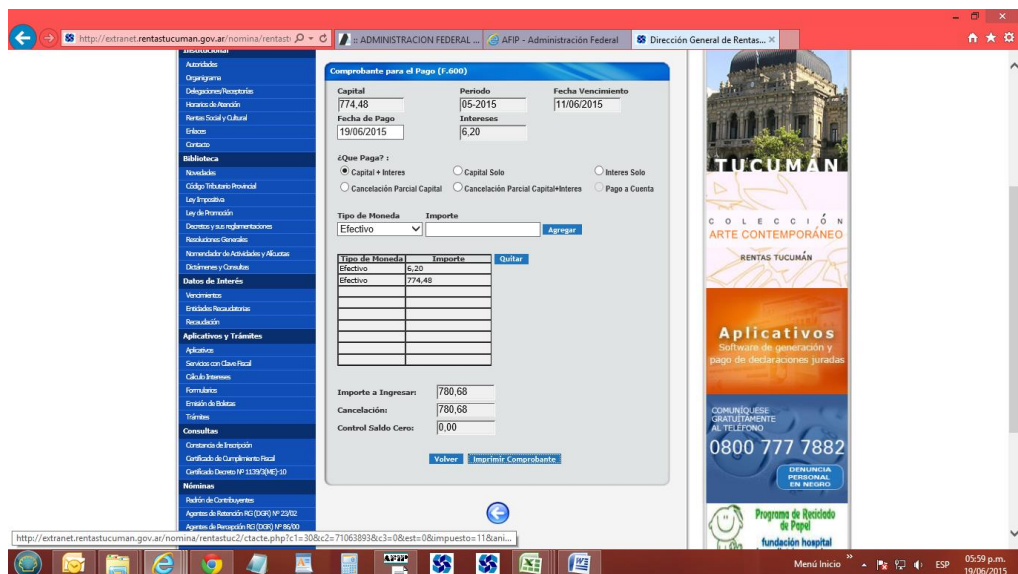 http://extranet.rentastucuman.gov.ar/nomina/rentast
:: ADMINISTRACION FEDERAL ...
AFIP - Administración Federal
Dirección General de Rentas...
Institucional
Autoridades
Organigrama
Delegaciones/Receptorías
Horarios de Atención
Rentas Social y Cultural
Enlaces
Contacto
Biblioteca
Novedades
Código Tributario Provincial
Ley Impositiva
Ley de Promoción
Decretos y sus reglamentaciones
Resoluciones Generales
Nomenclador de Actividades y Alícuotas
Dictámenes y Consultas
Datos de Interés
Vencimientos
Entidades Recaudatorias
Recaudación
Aplicativos y Trámites
Aplicativos
Servicios con Clave Fiscal
Cálculo Intereses
Formularios
Emisión de Boletas
Trámites
Consultas
Constancia de Inscripción
Certificado de Cumplimiento Fiscal
Certificado Decreto Nº 1139/3(ME)-10
Nóminas
Padrón de Contribuyentes
Agentes de Retención RG (DGR) Nº 23/02
Agentes de Percepción RG (DGR) Nº 86/00
Comprobante para el Pago (F.600)
Capital Periodo Fecha Vencimiento
774,48 05-2015 11/06/2015
Fecha de Pago Intereses
19/06/2015 6,20
¿Que Paga? :
Capital + Interes Capital Solo Interes Solo
Cancelación Parcial Capital Cancelación Parcial Capital+Interes Pago a Cuenta
Tipo de Moneda Importe
Efectivo Agregar
Tipo de Moneda Importe Quitar
Efectivo 6,20
Efectivo 774,48
Importe a Ingresar: 780,68
Cancelación: 780,68
Control Saldo Cero: 0,00
Volver Imprimir Comprobante
TUCUMÁN
COLECCIÓN
ARTE CONTEMPORÁNEO
RENTAS TUCUMÁN
Aplicativos
Software de generación y
pago de declaraciones juradas
COMUNÍQUESE
GRATUITAMENTE
AL TELÉFONO
0800 777 7882
DENUNCIA
PERSONAL
EN NEGRO
Programa de Reciclado
de Papel
fundación hospital
http://extranet.rentastucuman.gov.ar/nomina/rentastuc2/ctacte.php?c1=30&c2=71063893&c3=0&est=0&impuesto=11&ani...
Menú Inicio
ESP
05:59 p.m.
19/06/2015